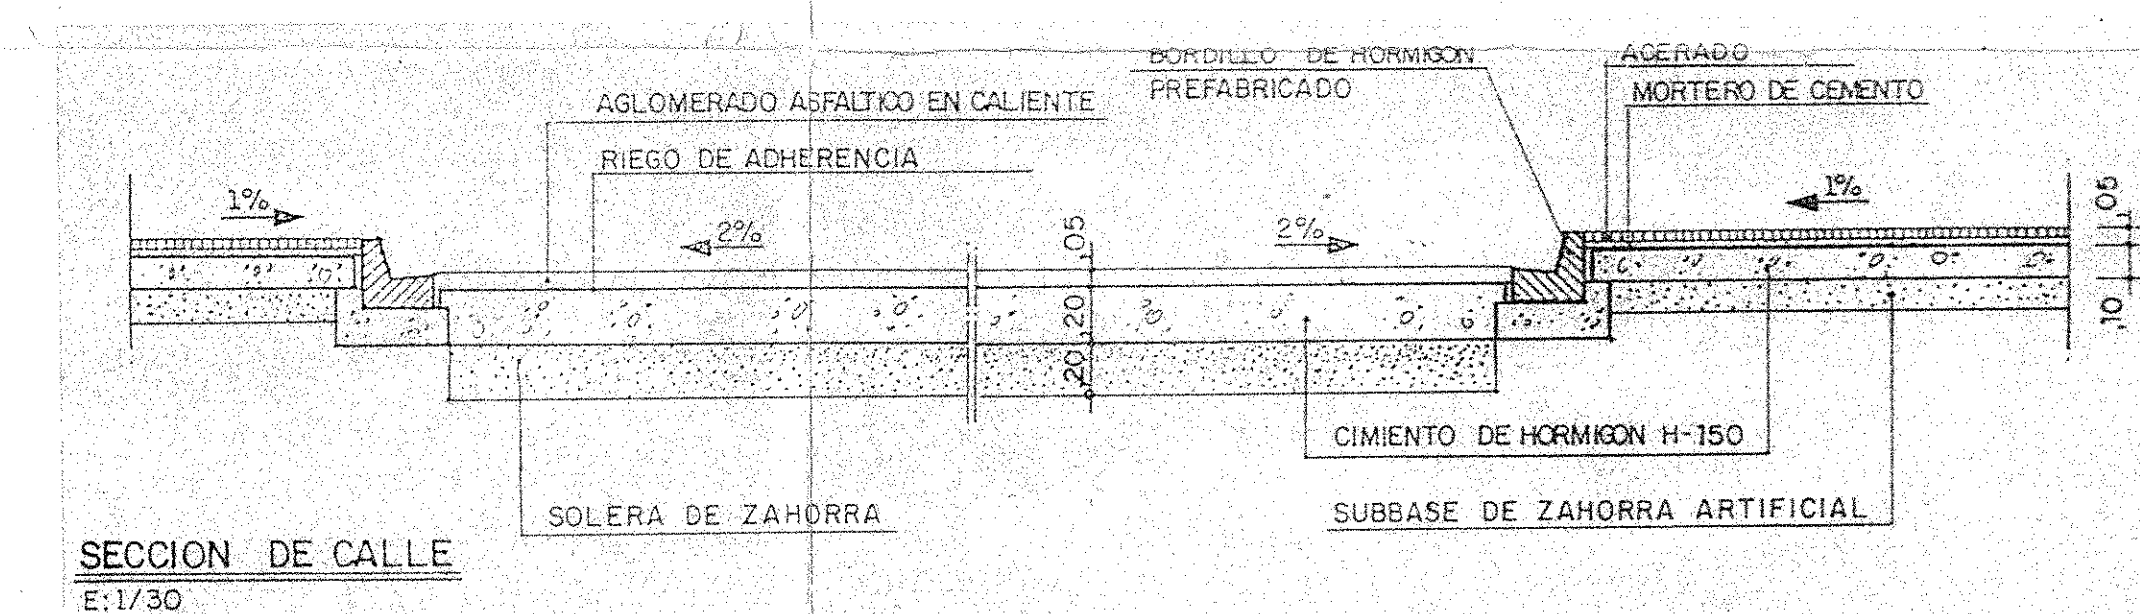 BORDILLO DE HORMIGON
PREFABRICADO
ACERADO
MORTERO DE CEMENTO
AGLOMERADO ASFALTICO EN CALIENTE
RIEGO DE ADHERENCIA
1%
2%
2%
1%
,05
,20
,20
,05
,10
CIMIENTO DE HORMIGON H-150
SUBBASE DE ZAHORRA ARTIFICIAL
SOLERA DE ZAHORRA
SECCION DE CALLE
E:1/30